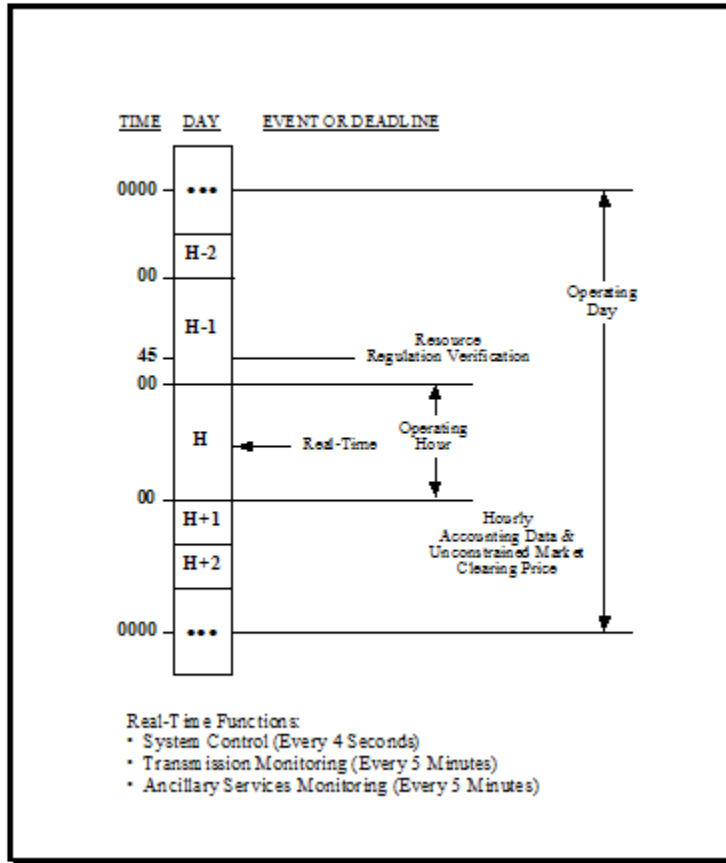 TIME DAY EVENT OR DEADLINE
0000 •••
H-2
00
H-1
Operating
Day
Resource
45 Regulation Verification
00
H Real-Time Operating
Hour
00
H+1 Hourly
Accounting Data &
Unconstrained Market
H+2 Clearing Price
0000 •••
Real-Time Functions:
• System Control (Every 4 Seconds)
• Transmission Monitoring (Every 5 Minutes)
• Ancillary Services Monitoring (Every 5 Minutes)